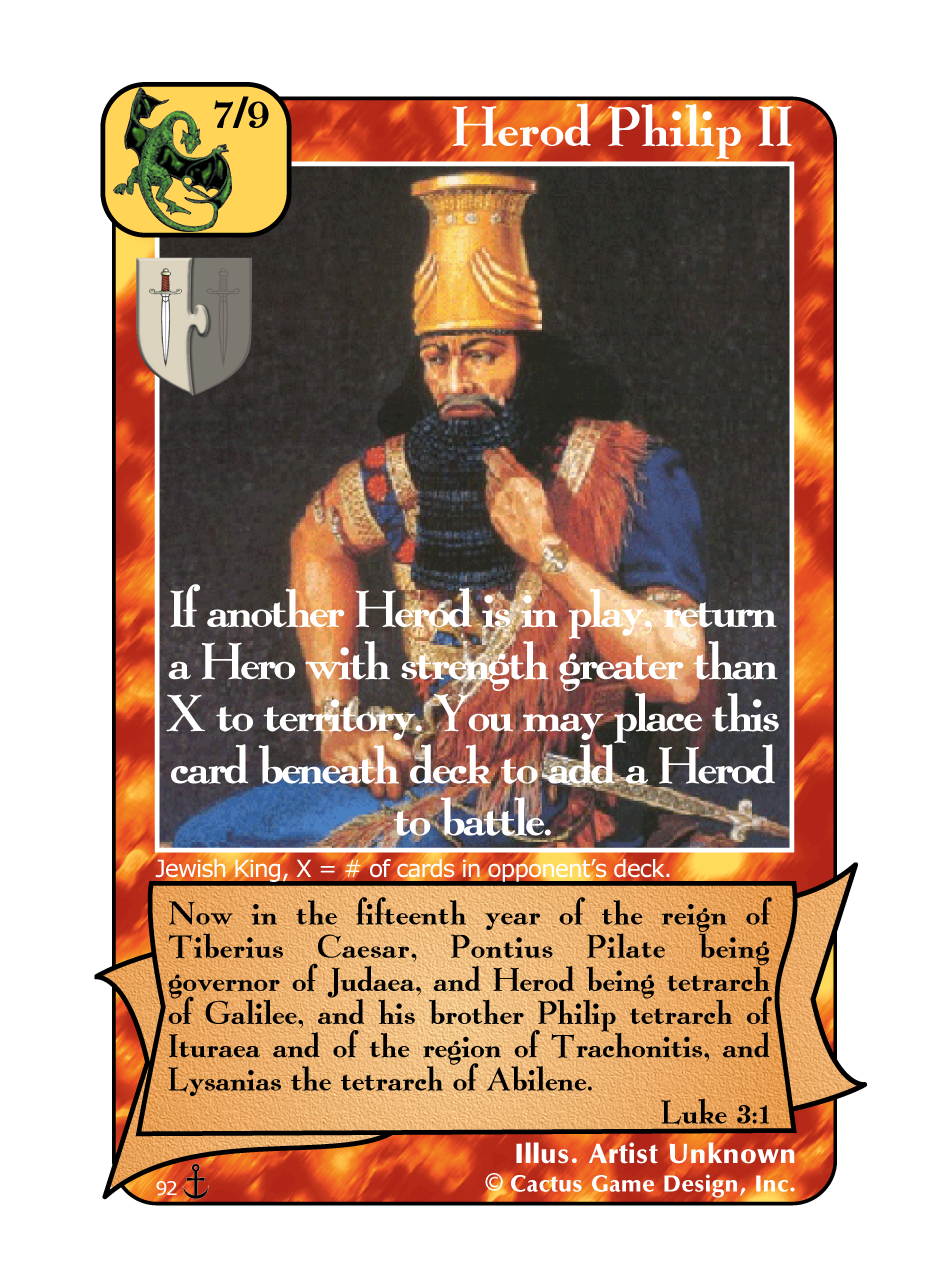 7/9
Herod Philip II
If another Herod is in play, return
a Hero with strength greater than
X to territory. You may place this
card beneath deck to add a Herod
to battle.
Jewish King, X = # of cards in opponent's deck.
Now in the fifteenth year of the reign of
Tiberius Caesar, Pontius Pilate being
governor of Judaea, and Herod being tetrarch
of Galilee, and his brother Philip tetrarch of
Ituraea and of the region of Trachonitis, and
Lysanias the tetrarch of Abilene.
Luke 3:1
Illus. Artist Unknown
92
© Cactus Game Design, Inc.